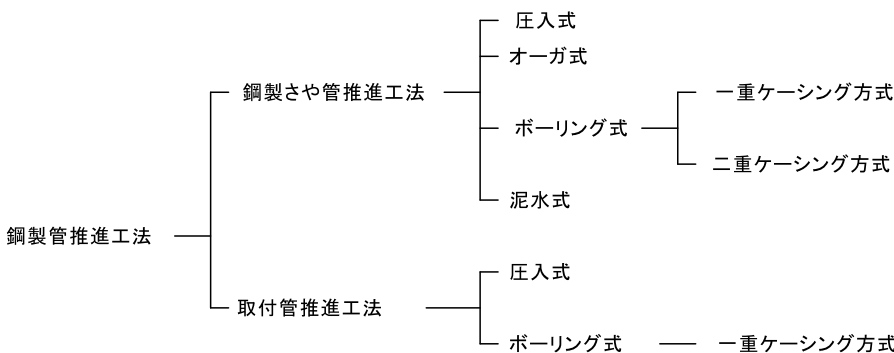 圧入式
オーガ式
鋼製さや管推進工法
一重ケーシング方式
ボーリング式
二重ケーシング方式
泥水式
鋼製管推進工法
圧入式
取付管推進工法
ボーリング式
一重ケーシング方式